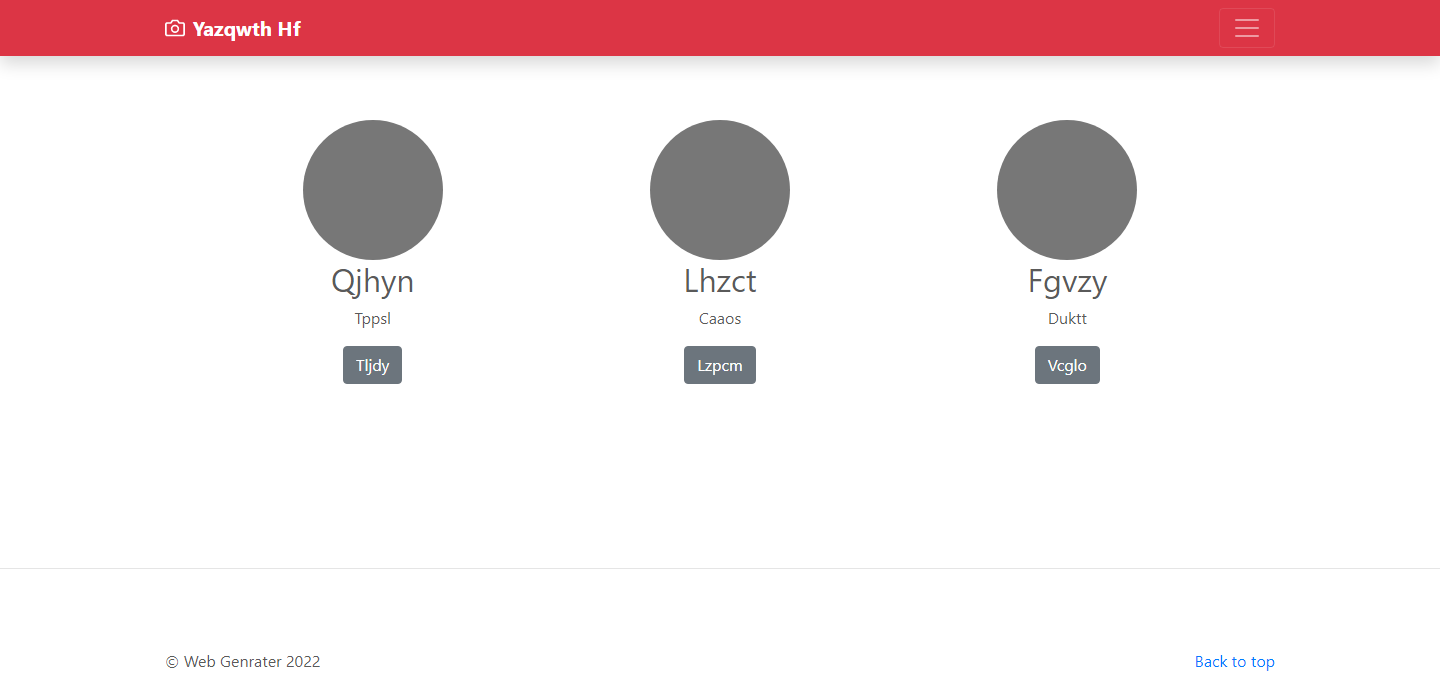 Yazqwth Hf
Qjhyn
Tppsl
Tljdy
Lhzct
Caaos
Lzpcm
Fgvzy
Duktt
Vcglo
© Web Genrater 2022
Back to top